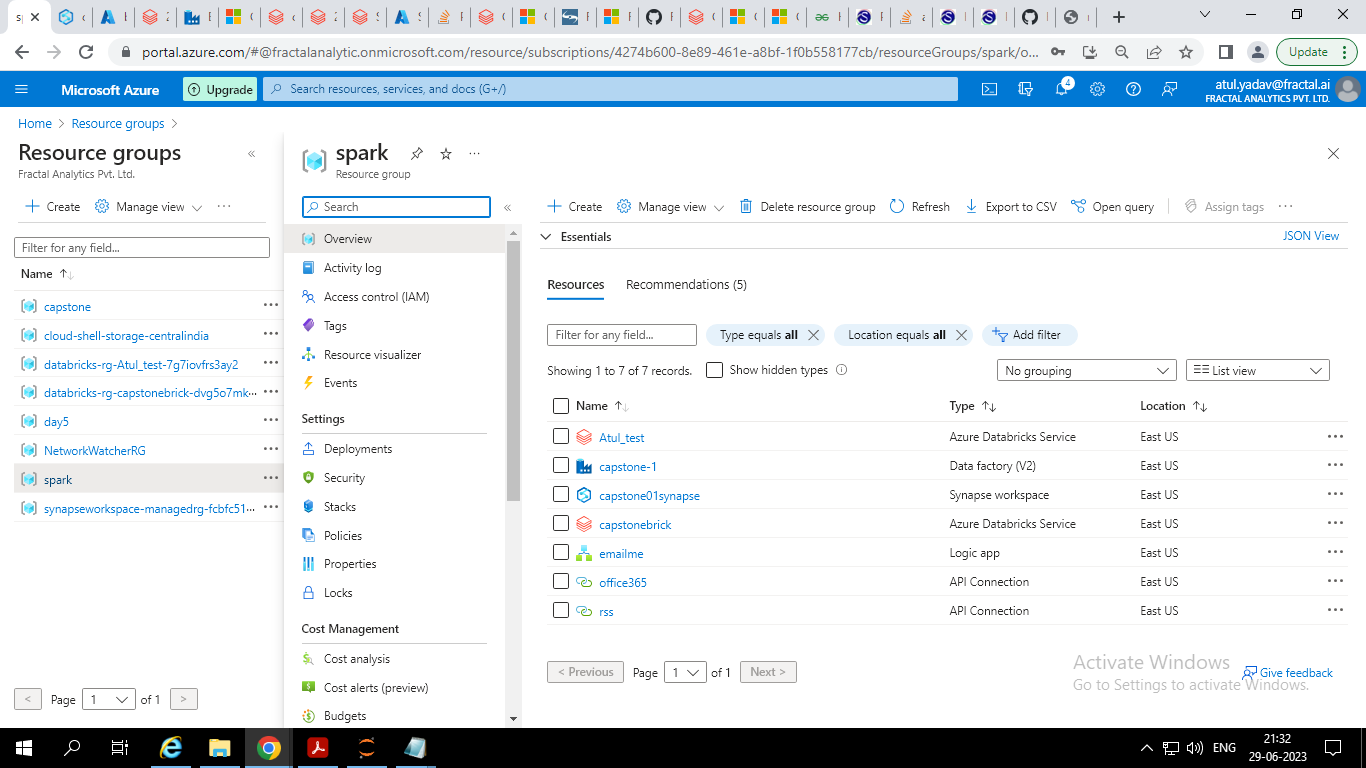 Update
portal.azure.com/#@fractalanalytic.onmicrosoft.com/resource/subscriptions/4274b600-8e89-461e-a8bf-1f0b558177cb/resourceGroups/spark/o...
Microsoft Azure
Upgrade
Search resources, services, and docs (G+/)
4
atul.yadav@fractal.ai
FRACTAL ANALYTICS PVT. LTD.
Home > Resource groups >
Resource groups
Fractal Analytics Pvt. Ltd.
Create
Manage view
Filter for any field...
Name
capstone
cloud-shell-storage-centralindia
databricks-rg-Atul_test-7g7iovfrs3ay2
databricks-rg-capstonebrick-dvg5o7mk...
day5
NetworkWatcherRG
spark
synapseworkspace-managedrg-fcbfc51...
< Page 1 of 1 >
spark
Resource group
Search
Overview
Activity log
Access control (IAM)
Tags
Resource visualizer
Events
Settings
Deployments
Security
Stacks
Policies
Properties
Locks
Cost Management
Cost analysis
Cost alerts (preview)
Budgets
Create Manage view Delete resource group Refresh Export to CSV Open query Assign tags
Essentials JSON View
Resources Recommendations (5)
Filter for any field... Type equals all Location equals all Add filter
Showing 1 to 7 of 7 records. Show hidden types No grouping List view
Name Type Location
Atul_test Azure Databricks Service East US
capstone-1 Data factory (V2) East US
capstone01synapse Synapse workspace East US
capstonebrick Azure Databricks Service East US
emailme Logic app East US
office365 API Connection East US
rss API Connection East US
< Previous Page 1 of 1 Next >
Give feedback
Activate Windows
Go to Settings to activate Windows.
ENG
21:32
29-06-2023